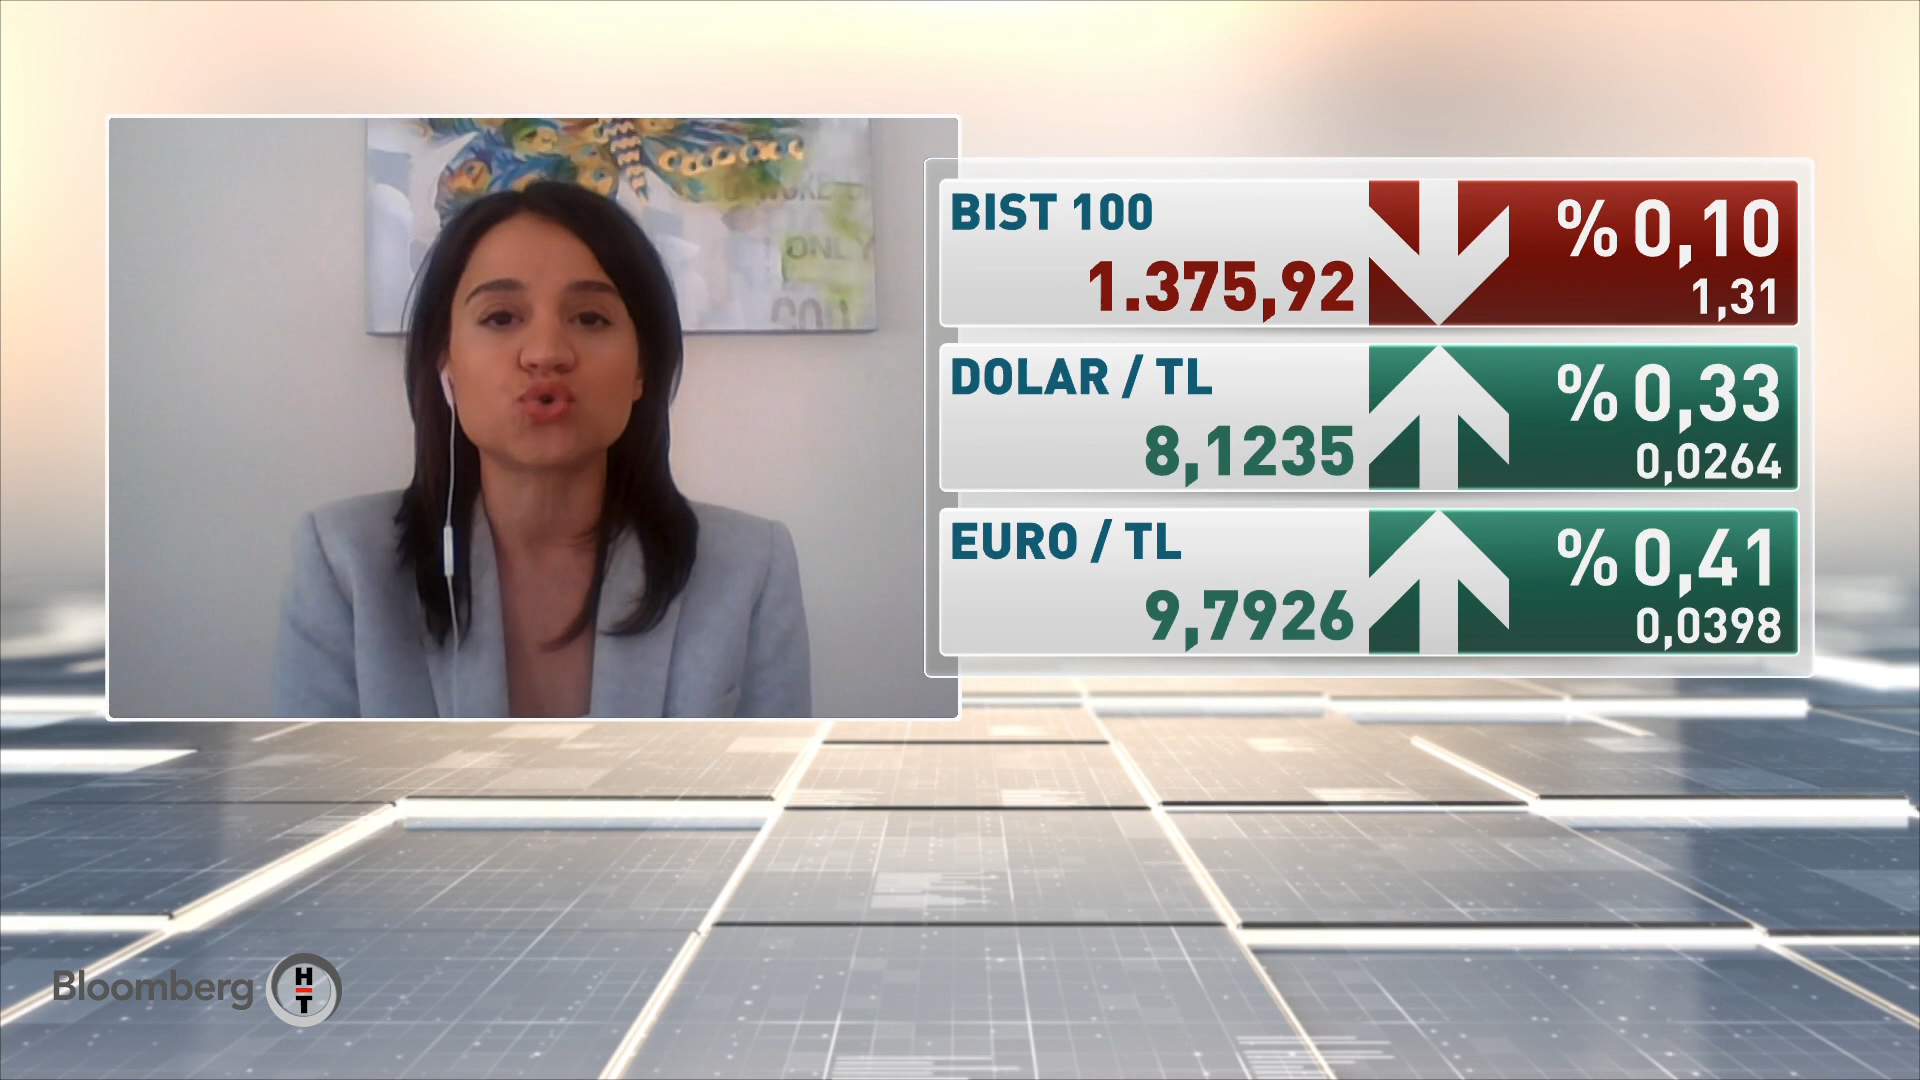 BIST 100
1.375,92
% 0,10
1,31
DOLAR / TL
8,1235
% 0,33
0,0264
EURO / TL
9,7926
% 0,41
0,0398
ONLY
Bloomberg
H
T